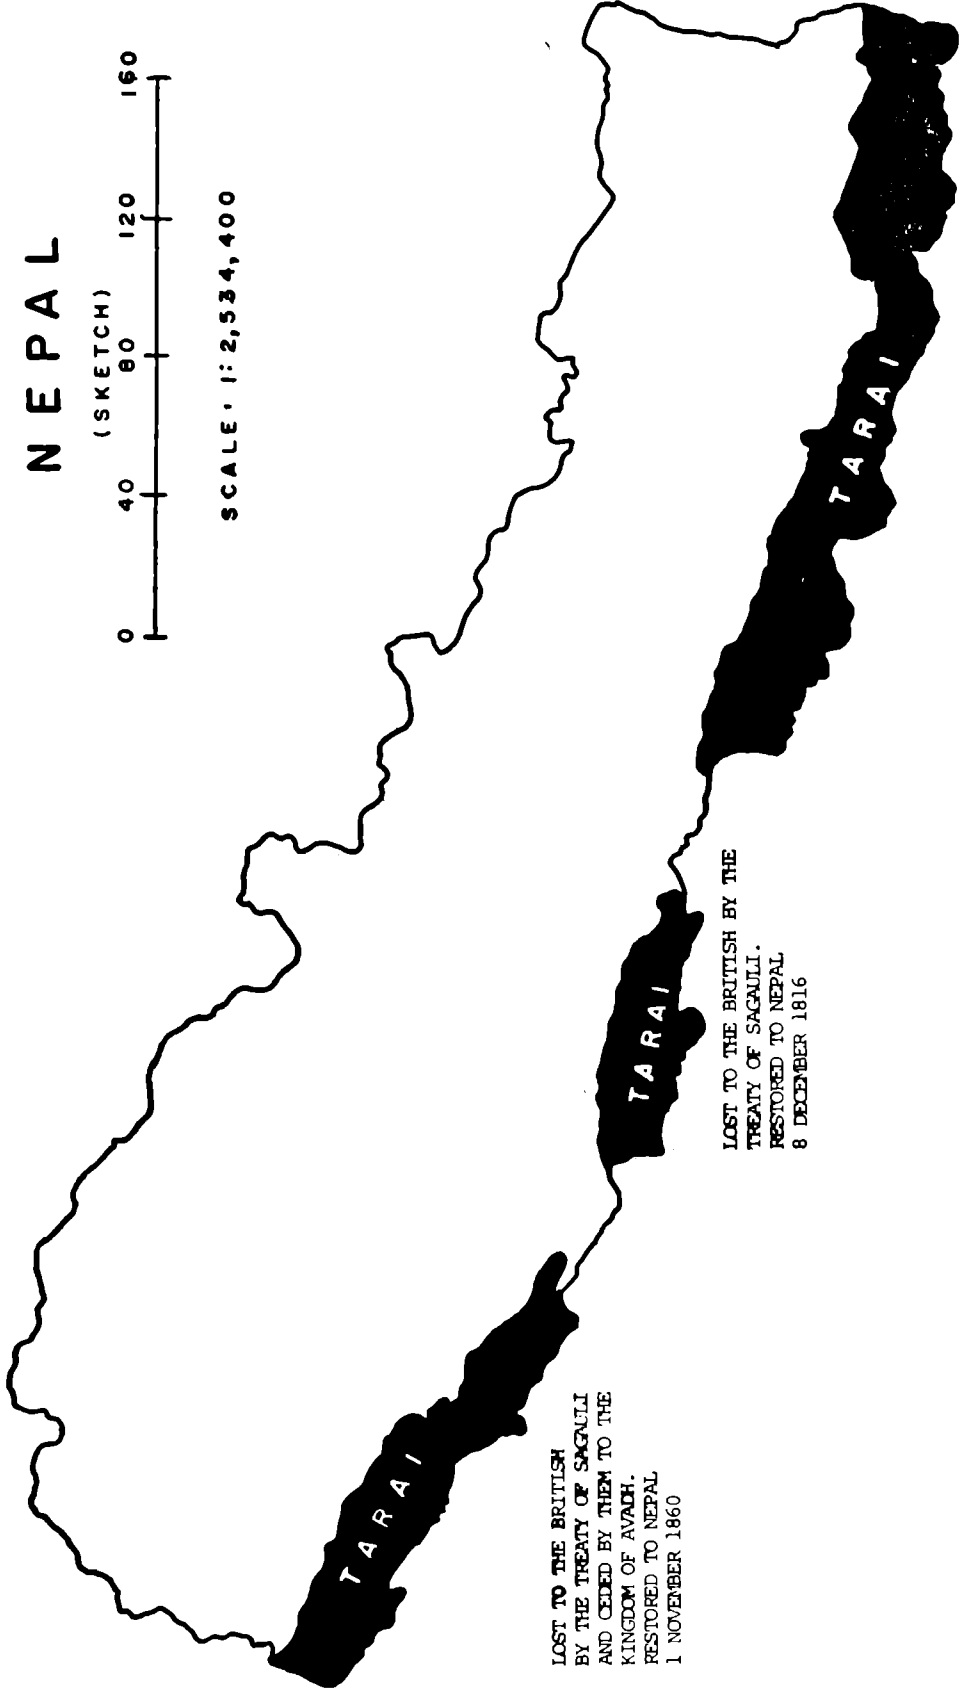 NEPAL
(SKETCH)
0 40 80 120 160
SCALE: 1:2,534,400
TARAI
TARAI
TARAI
LOST TO THE BRITISH
BY THE TREATY OF SAGAULI
AND CEDED BY THEM TO THE
KINGDOM OF AVADH.
RESTORED TO NEPAL
1 NOVEMBER 1860
LOST TO THE BRITISH BY THE
TREATY OF SAGAULI.
RESTORED TO NEPAL
8 DECEMBER 1816